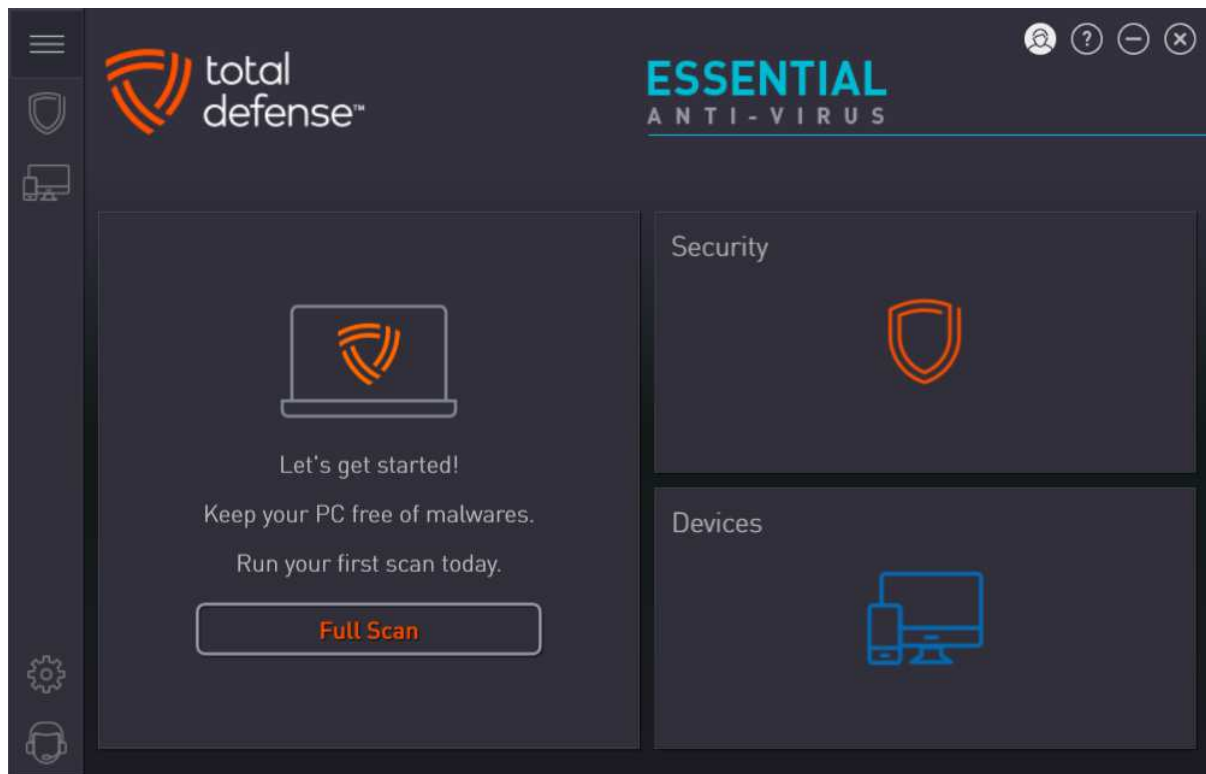 total
defense™
ESSENTIAL
ANTI-VIRUS
?
Security
Let's get started!
Keep your PC free of malwares.
Run your first scan today.
Full Scan
Devices